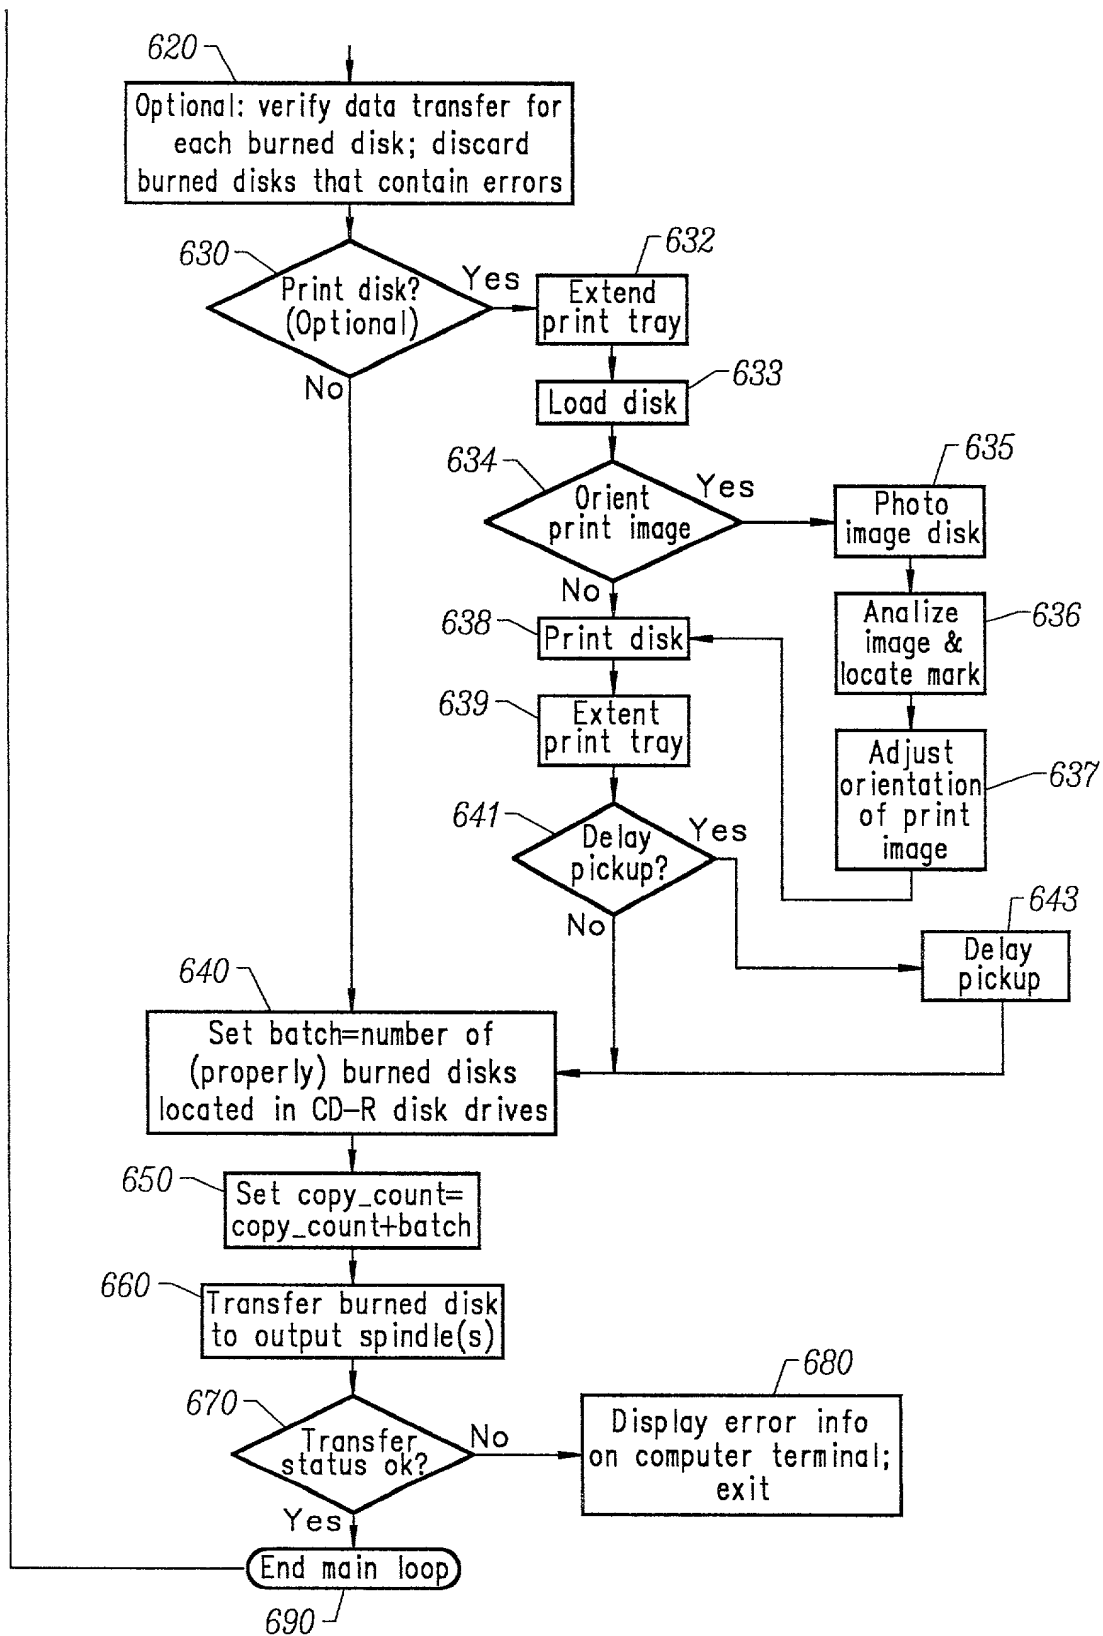 620
Optional: verify data transfer for
each burned disk; discard
burned disks that contain errors
630
Print disk?
(Optional)
Yes
No
632
Extend
print tray
633
Load disk
634
Orient
print image
Yes
No
635
Photo
image disk
636
Analize
image &
locate mark
637
Adjust
orientation
of print
image
638
Print disk
639
Extent
print tray
641
Delay
pickup?
Yes
No
643
Delay
pickup
640
Set batch=number of
(properly) burned disks
located in CD-R disk drives
650
Set copy_count=
copy_count+batch
660
Transfer burned disk
to output spindle(s)
670
Transfer
status ok?
No
Yes
680
Display error info
on computer terminal;
exit
End main loop
690